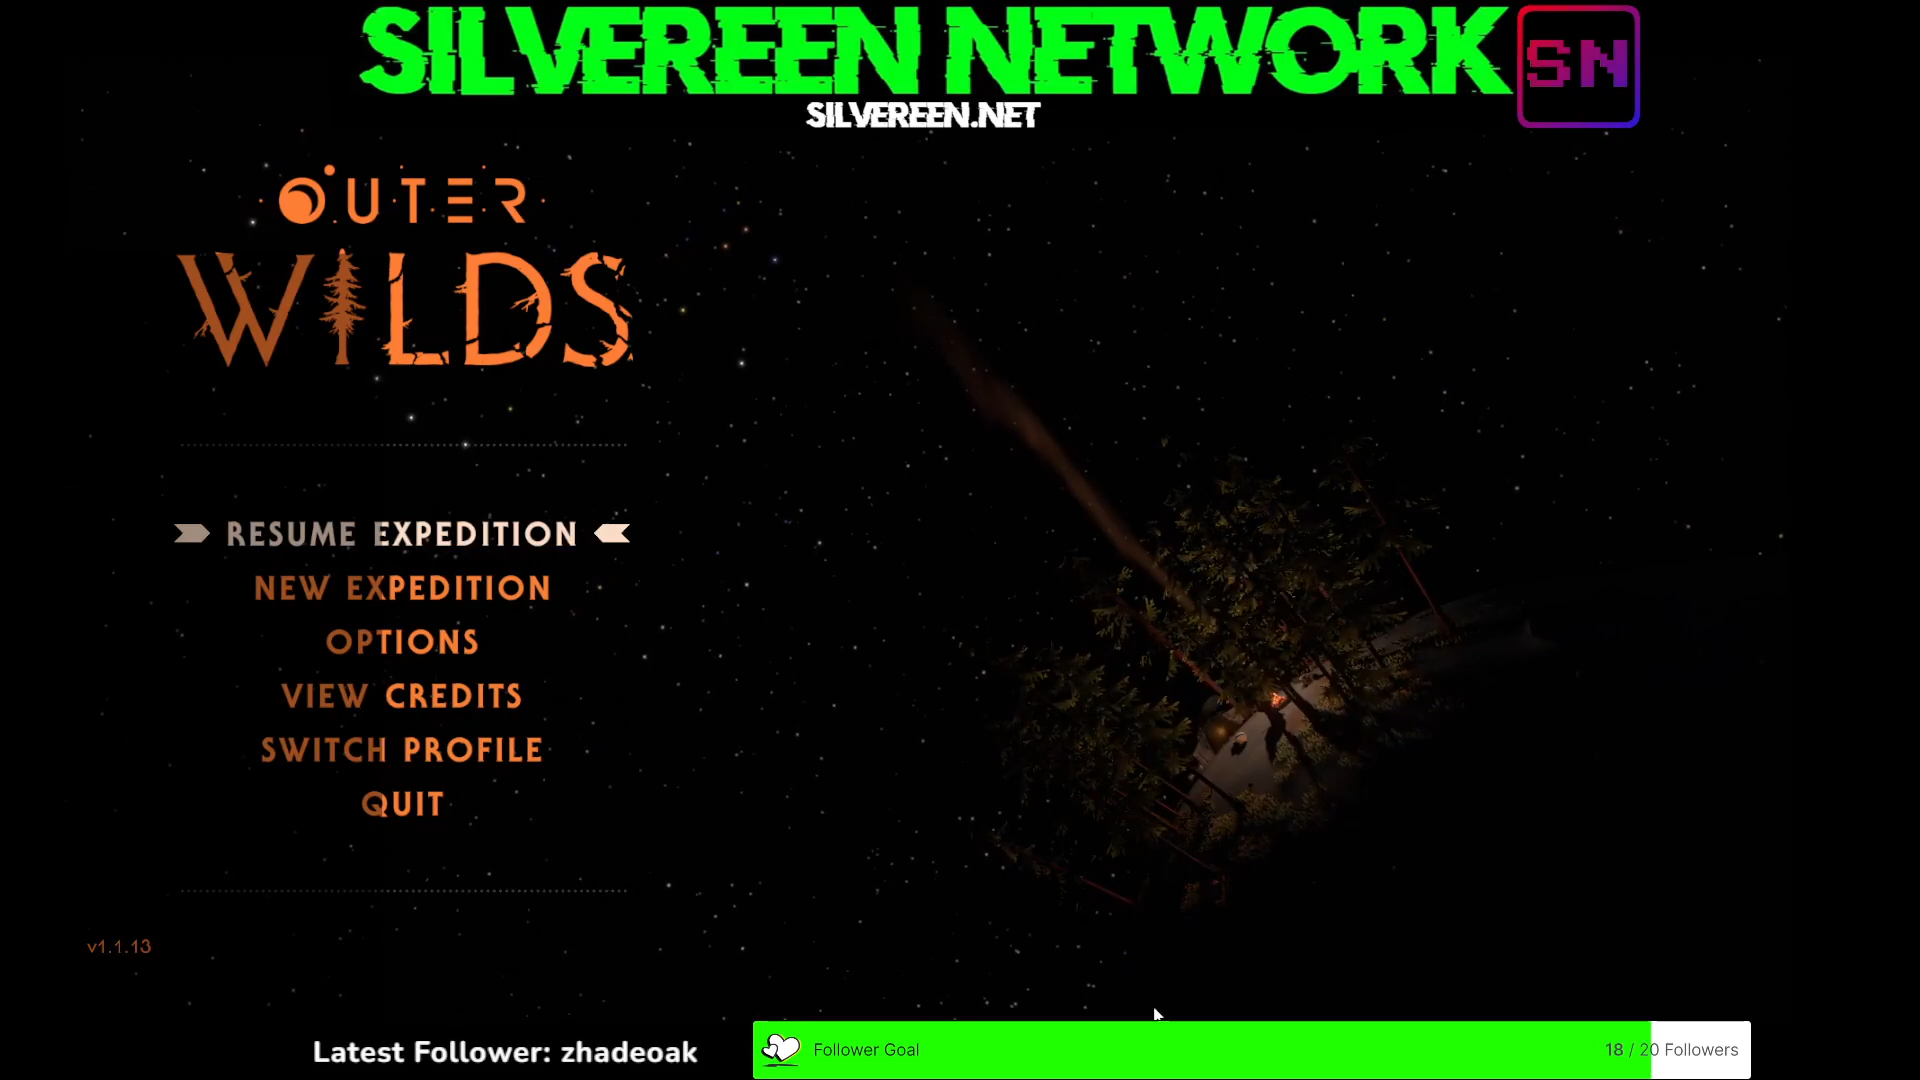 SILVEREEN NETWORK SN
SILVEREEN.NET
OUTER
WILDS
RESUME EXPEDITION
NEW EXPEDITION
OPTIONS
VIEW CREDITS
SWITCH PROFILE
QUIT
v1.1.13
Latest Follower: zhadeoak
Follower Goal
18 / 20 Followers